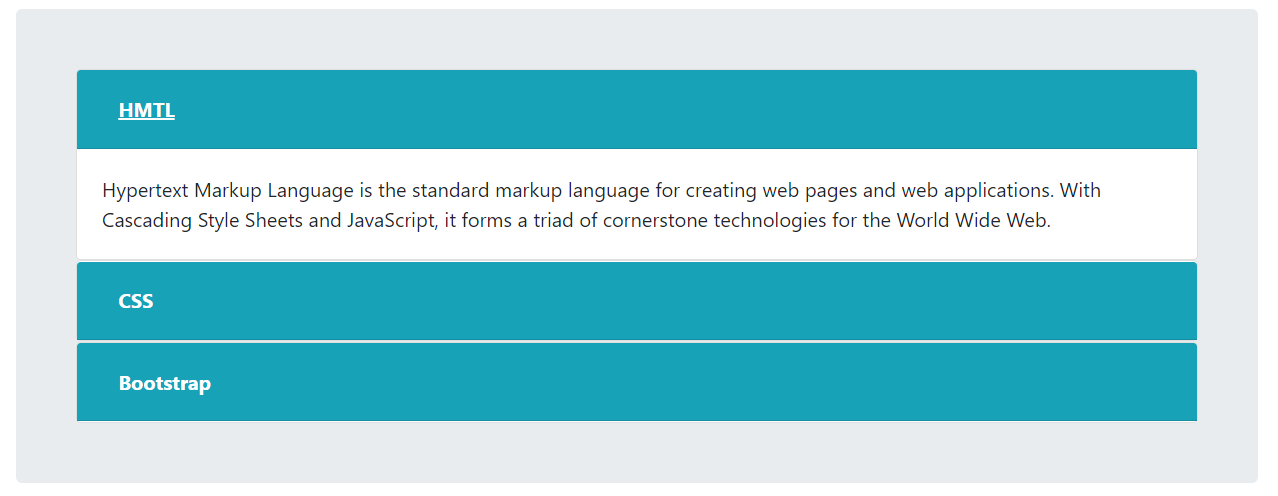 HMTL
Hypertext Markup Language is the standard markup language for creating web pages and web applications. With
Cascading Style Sheets and JavaScript, it forms a triad of cornerstone technologies for the World Wide Web.
CSS
Bootstrap